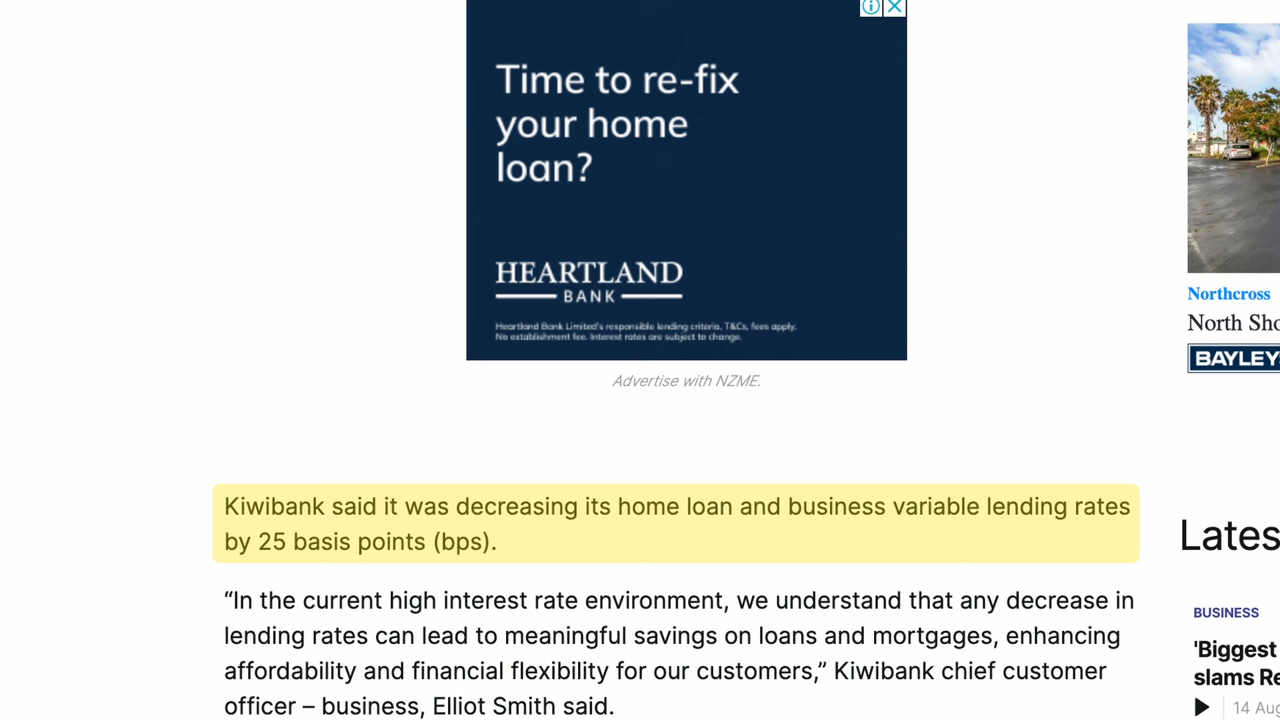 Time to re-fix
your home
loan?
HEARTLAND
BANK
Heartland Bank Limited's responsible lending criteria, T&Cs, fees apply.
No establishment fee. Interest rates are subject to change.
Advertise with NZME.
Northcross
North Sho
BAYLEY
Kiwibank said it was decreasing its home loan and business variable lending rates
by 25 basis points (bps).
“In the current high interest rate environment, we understand that any decrease in
lending rates can lead to meaningful savings on loans and mortgages, enhancing
affordability and financial flexibility for our customers,” Kiwibank chief customer
officer – business, Elliot Smith said.
Lates
BUSINESS
'Biggest
slams Re
14 Aug